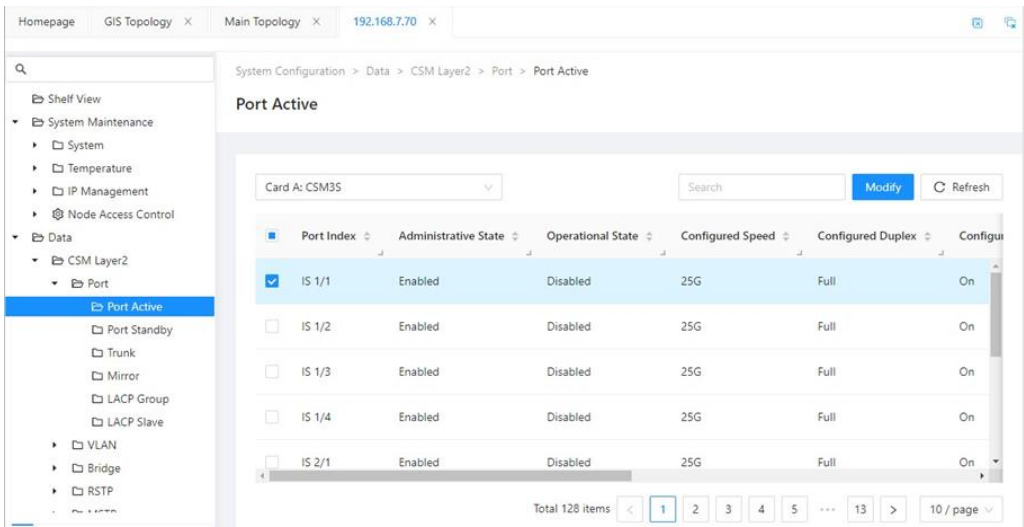 Homepage GIS Topology × Main Topology × 192.168.7.70 ×
System Configuration > Data > CSM Layer2 > Port > Port Active
Port Active
Shelf View
System Maintenance
System
Temperature
IP Management
Node Access Control
Data
CSM Layer2
Port
Port Active
Port Standby
Trunk
Mirror
LACP Group
LACP Slave
VLAN
Bridge
RSTP
Card A: CSM3S Search Modify Refresh
Port Index Administrative State Operational State Configured Speed Configured Duplex Configur
IS 1/1 Enabled Disabled 25G Full On
IS 1/2 Enabled Disabled 25G Full On
IS 1/3 Enabled Disabled 25G Full On
IS 1/4 Enabled Disabled 25G Full On
IS 2/1 Enabled Disabled 25G Full On
Total 128 items < 1 2 3 4 5 ••• 13 > 10 / page